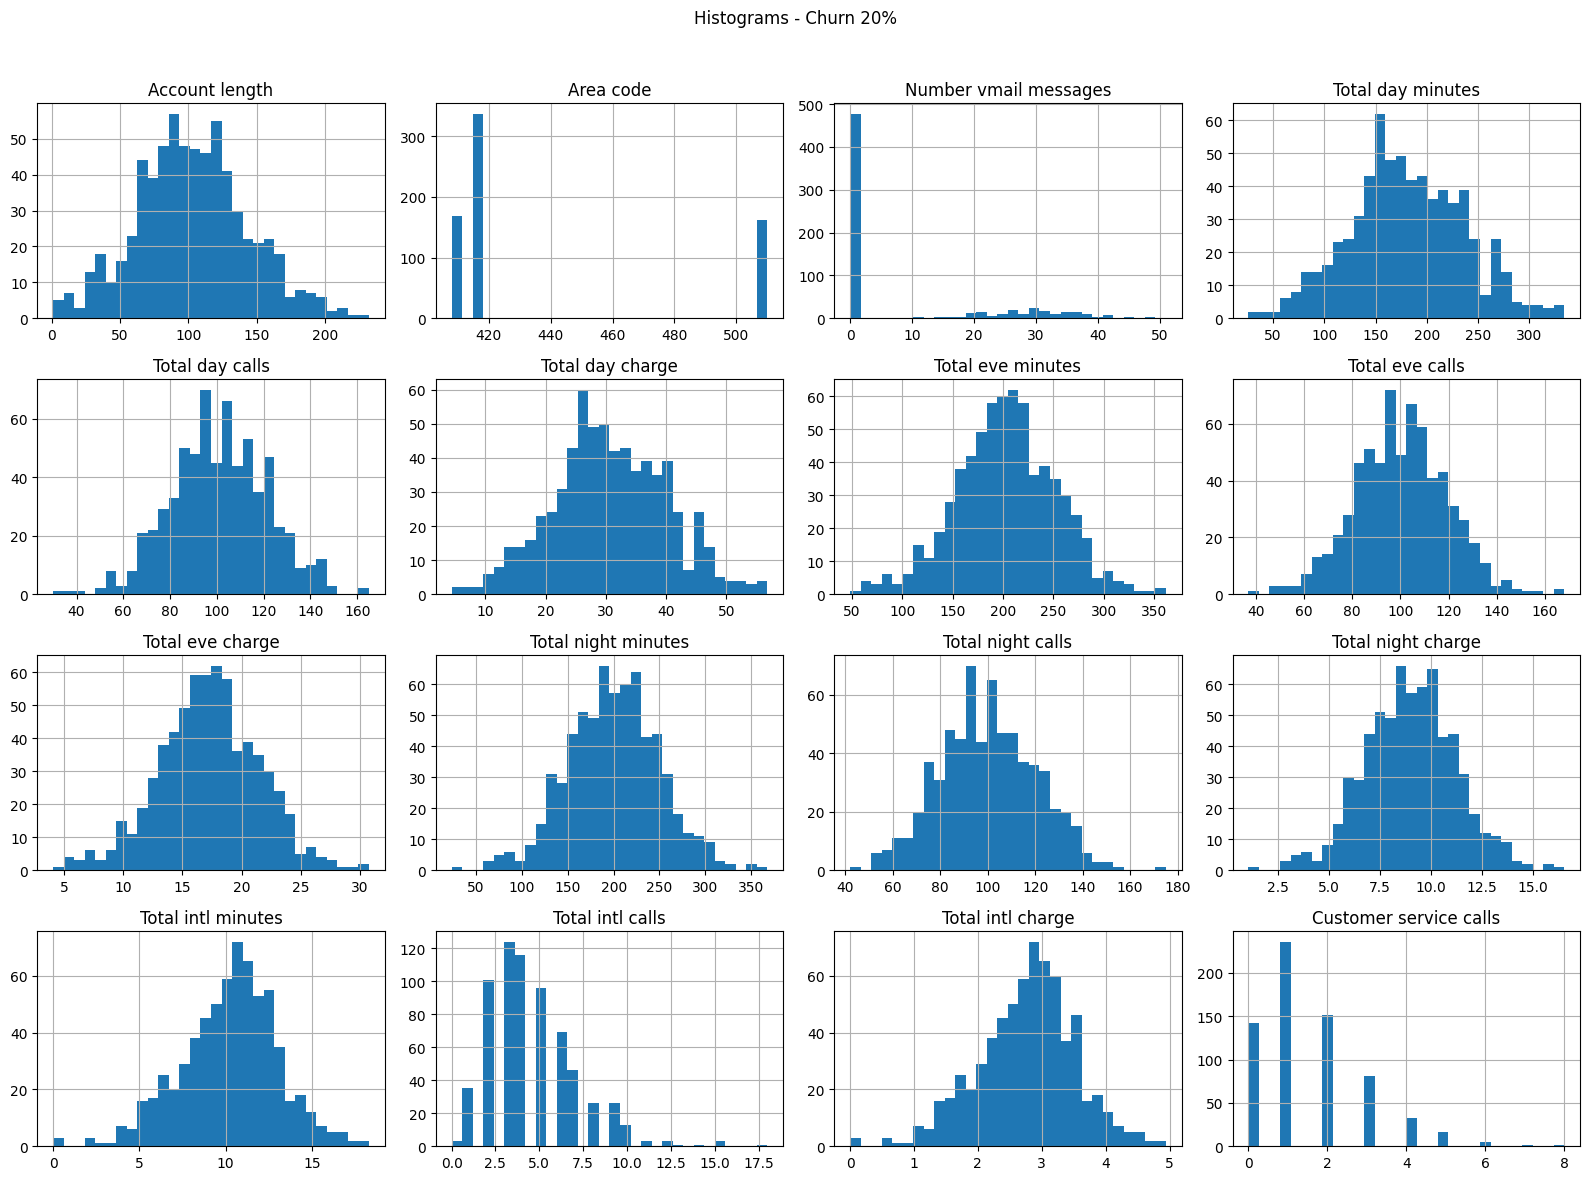 Histograms - Churn 20%
Account length
50
40
30
20
10
0
0 50 100 150 200
Area code
300
200
100
0
420 440 460 480 500
Number vmail messages
500
400
300
200
100
0
0 10 20 30 40 50
Total day minutes
60
50
40
30
20
10
0
50 100 150 200 250 300
Total day calls
60
40
20
0
40 60 80 100 120 140 160
Total day charge
60
50
40
30
20
10
0
10 20 30 40 50
Total eve minutes
60
50
40
30
20
10
0
50 100 150 200 250 300 350
Total eve calls
60
40
20
0
40 60 80 100 120 140 160
Total eve charge
60
50
40
30
20
10
0
5 10 15 20 25 30
Total night minutes
60
50
40
30
20
10
0
50 100 150 200 250 300 350
Total night calls
60
40
20
0
40 60 80 100 120 140 160 180
Total night charge
60
50
40
30
20
10
0
2.5 5.0 7.5 10.0 12.5 15.0
Total intl minutes
60
40
20
0
0 5 10 15
Total intl calls
120
100
80
60
40
20
0
0.0 2.5 5.0 7.5 10.0 12.5 15.0 17.5
Total intl charge
60
40
20
0
0 1 2 3 4 5
Customer service calls
200
150
100
50
0
0 2 4 6 8